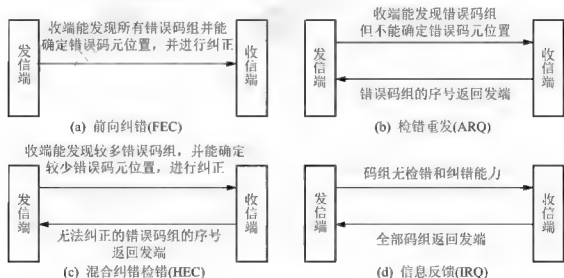 收端能发现所有错误码组并能
确定错误码元位置，并进行纠正
发信端
收信端
(a) 前向纠错(FEC)
收端能发现错误码组
但不能确定错误码元位置
发信端
收信端
错误码组的序号返回发端
(b) 检错重发(ARQ)
收端能发现较多错误码组，并能确定
较少错误码元位置，进行纠正
发信端
收信端
无法纠正的错误码组的序号
返回发端
(c) 混合纠错检错(HEC)
码组无检错和纠错能力
发信端
收信端
全部码组返回发端
(d) 信息反馈(IRQ)